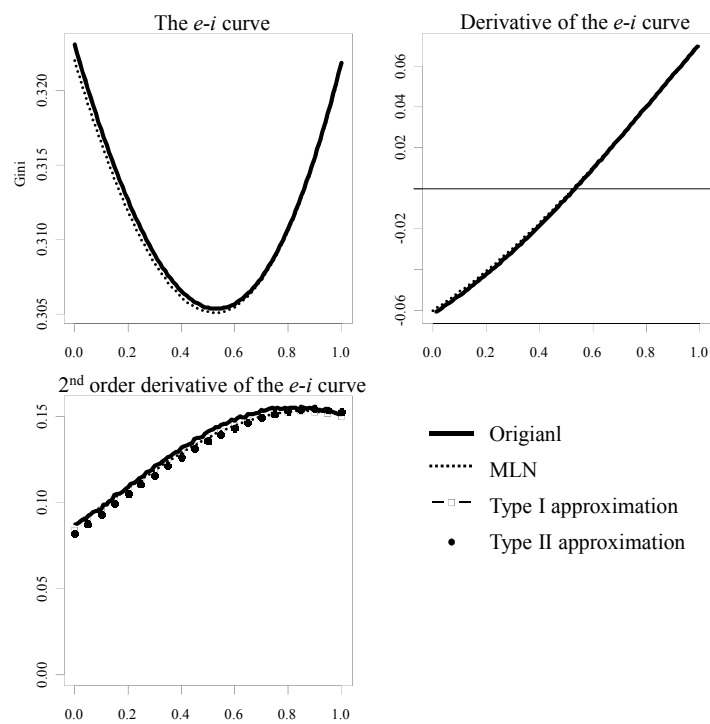 The e-i curve
Derivative of the e-i curve
Gini
0.320
0.315
0.310
0.305
0.0 0.2 0.4 0.6 0.8 1.0
0.06
0.04
0.02
-0.02
-0.06
0.0 0.2 0.4 0.6 0.8 1.0
2nd order derivative of the e-i curve
0.15
0.10
0.05
0.00
0.0 0.2 0.4 0.6 0.8 1.0
Origianl
MLN
Type I approximation
Type II approximation